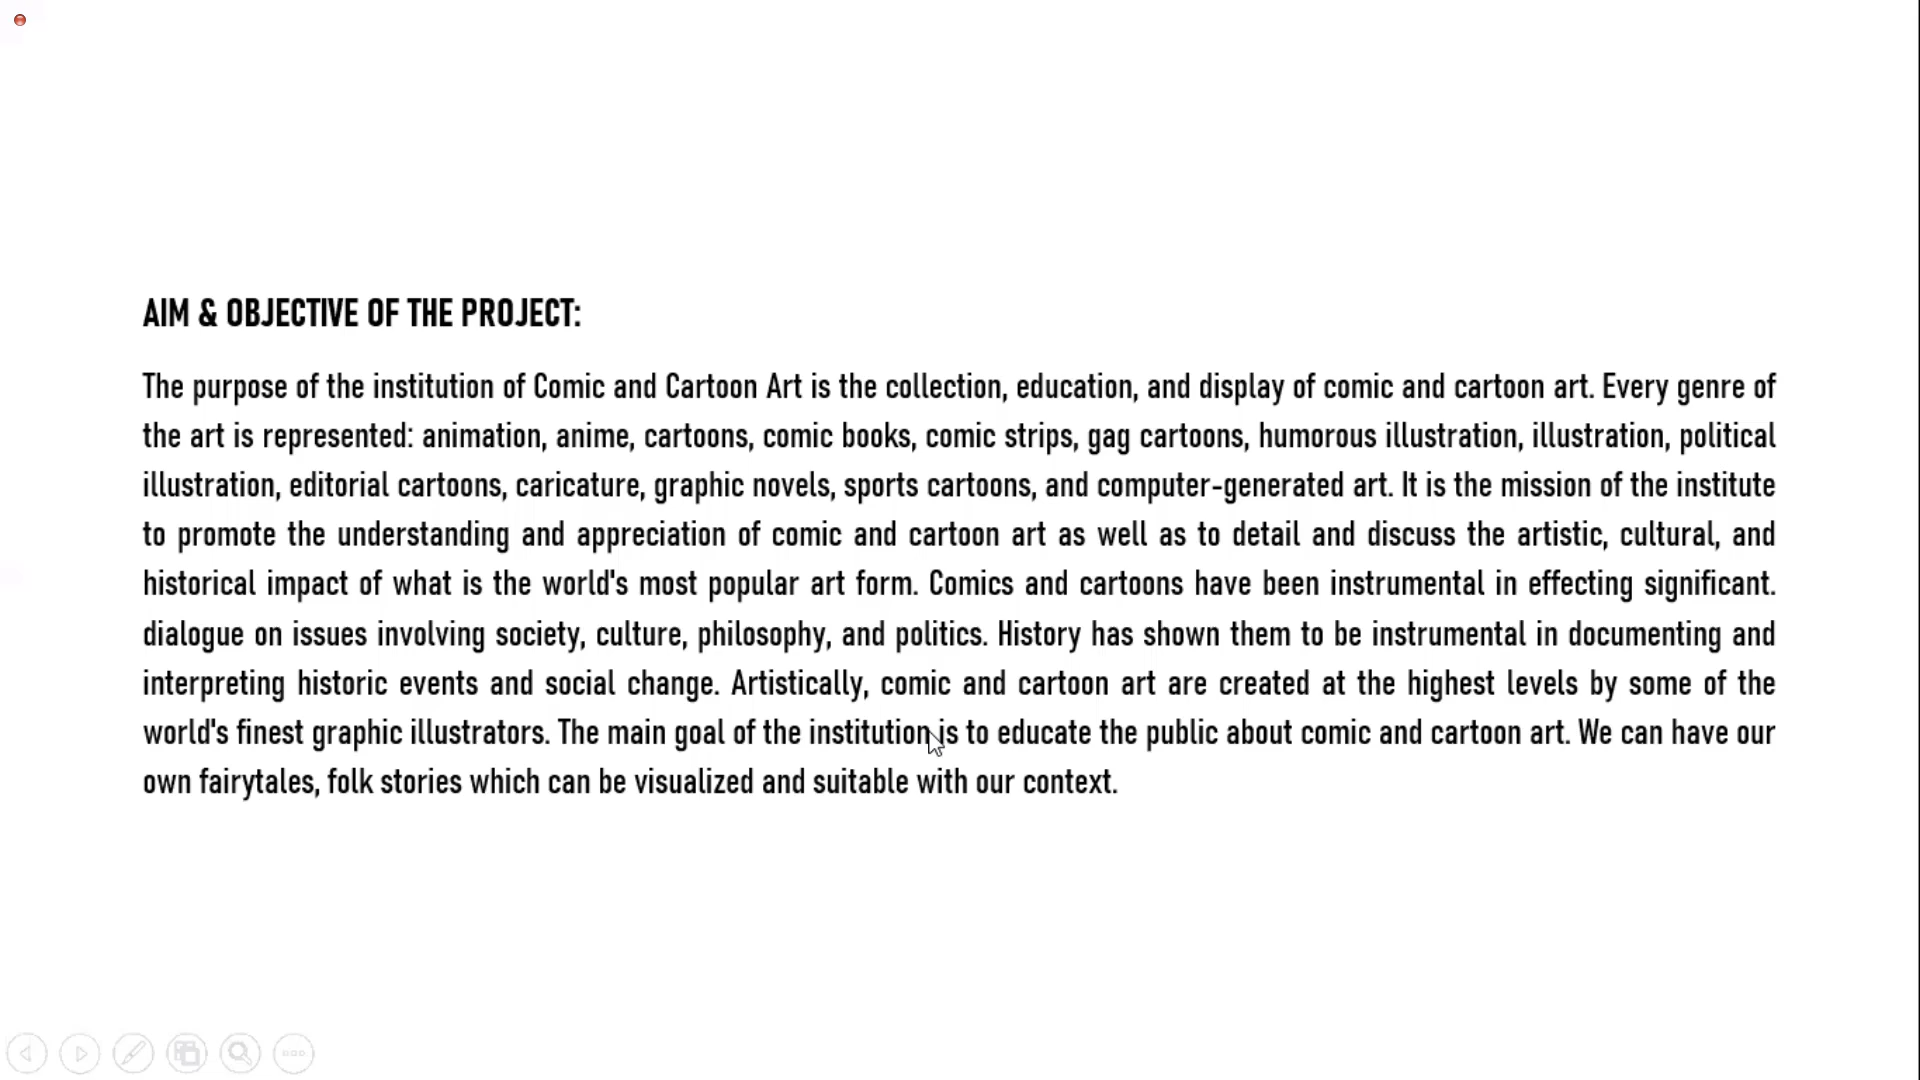 AIM & OBJECTIVE OF THE PROJECT:
The purpose of the institution of Comic and Cartoon Art is the collection, education, and display of comic and cartoon art. Every genre of
the art is represented: animation, anime, cartoons, comic books, comic strips, gag cartoons, humorous illustration, illustration, political
illustration, editorial cartoons, caricature, graphic novels, sports cartoons, and computer-generated art. It is the mission of the institute
to promote the understanding and appreciation of comic and cartoon art as well as to detail and discuss the artistic, cultural, and
historical impact of what is the world's most popular art form. Comics and cartoons have been instrumental in effecting significant.
dialogue on issues involving society, culture, philosophy, and politics. History has shown them to be instrumental in documenting and
interpreting historic events and social change. Artistically, comic and cartoon art are created at the highest levels by some of the
world's finest graphic illustrators. The main goal of the institution is to educate the public about comic and cartoon art. We can have our
own fairytales, folk stories which can be visualized and suitable with our context.